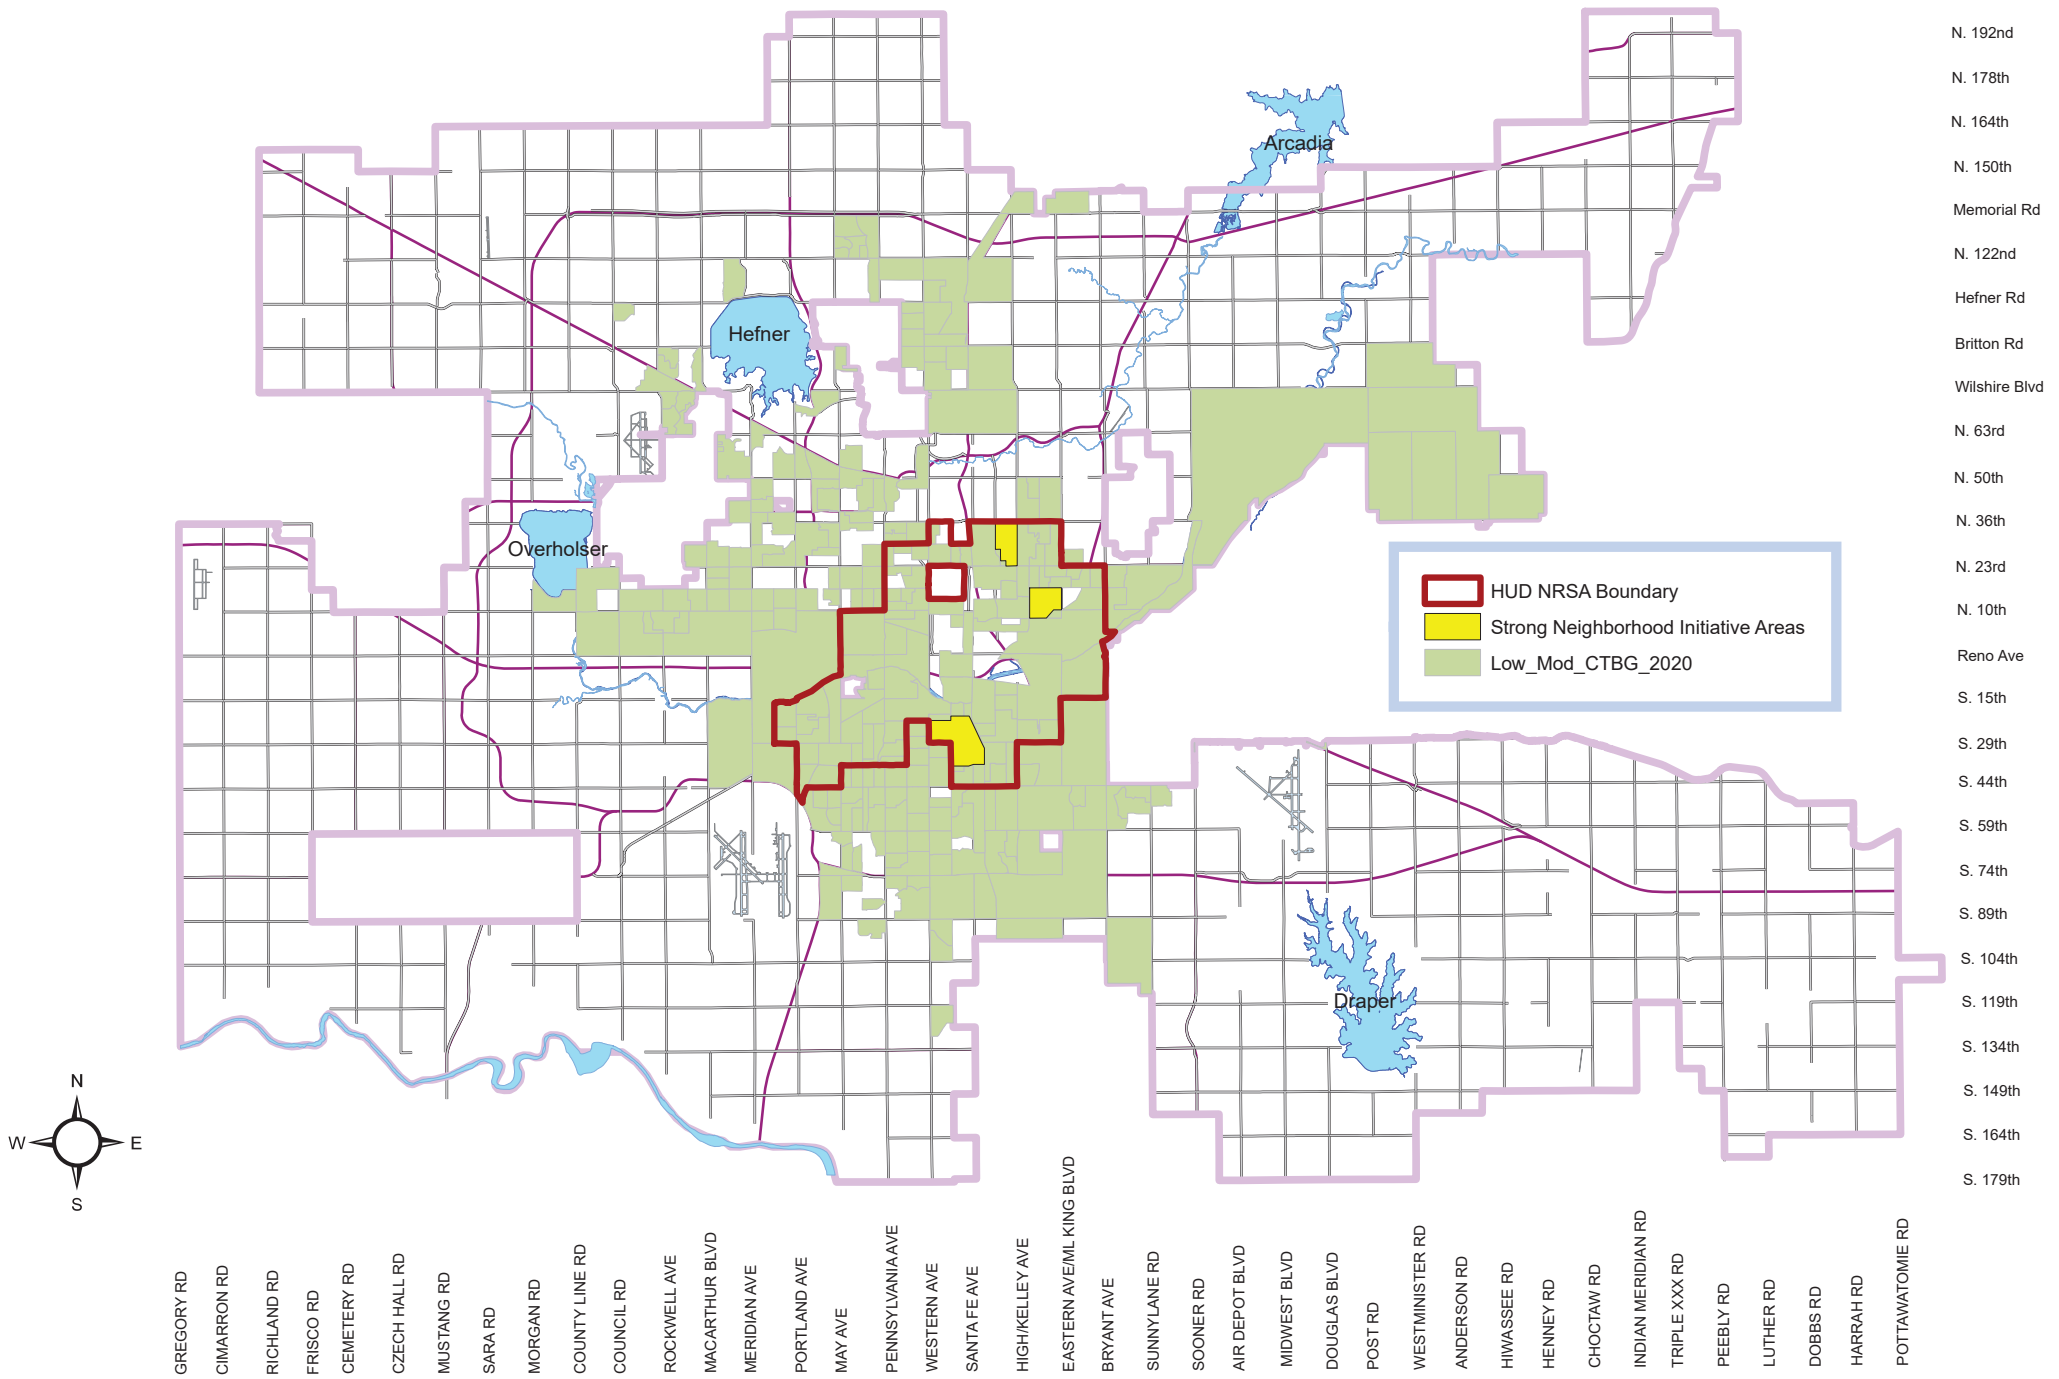 N. 192nd
N. 178th
N. 164th
Arcadia
N. 150th
Memorial Rd
N. 122nd
Hefner Rd
Hefner
Britton Rd
Wilshire Blvd
N. 63rd
N. 50th
N. 36th
Overholser
N. 23rd
HUD NRSA Boundary
N. 10th
Strong Neighborhood Initiative Areas
Reno Ave
Low_Mod_CTBG_2020
S. 15th
S. 29th
S. 44th
S. 59th
S. 74th
S. 89th
S. 104th
Draper
S. 119th
S. 134th
N
S. 149th
W
E
S. 164th
S. 179th
S
GREGORY RD
CIMARRON RD
RICHLAND RD
FRISCO RD
CEMETERY RD
CZECH HALL RD
MUSTANG RD
SARA RD
MORGAN RD
COUNTY LINE RD
COUNCIL RD
ROCKWELL AVE
MACARTHUR BLVD
MERIDIAN AVE
PORTLAND AVE
MAY AVE
PENNSYLVANIA AVE
WESTERN AVE
SANTA FE AVE
HIGH/KELLEY AVE
EASTERN AVE/ML KING BLVD
BRYANT AVE
SUNNYLANE RD
SOONER RD
AIR DEPOT BLVD
MIDWEST BLVD
DOUGLAS BLVD
POST RD
WESTMINISTER RD
ANDERSON RD
HIWASSEE RD
HENNEY RD
CHOCTAW RD
INDIAN MERIDIAN RD
TRIPLE XXX RD
PEEBLY RD
LUTHER RD
DOBBS RD
HARRAH RD
POTTAWATOMIE RD